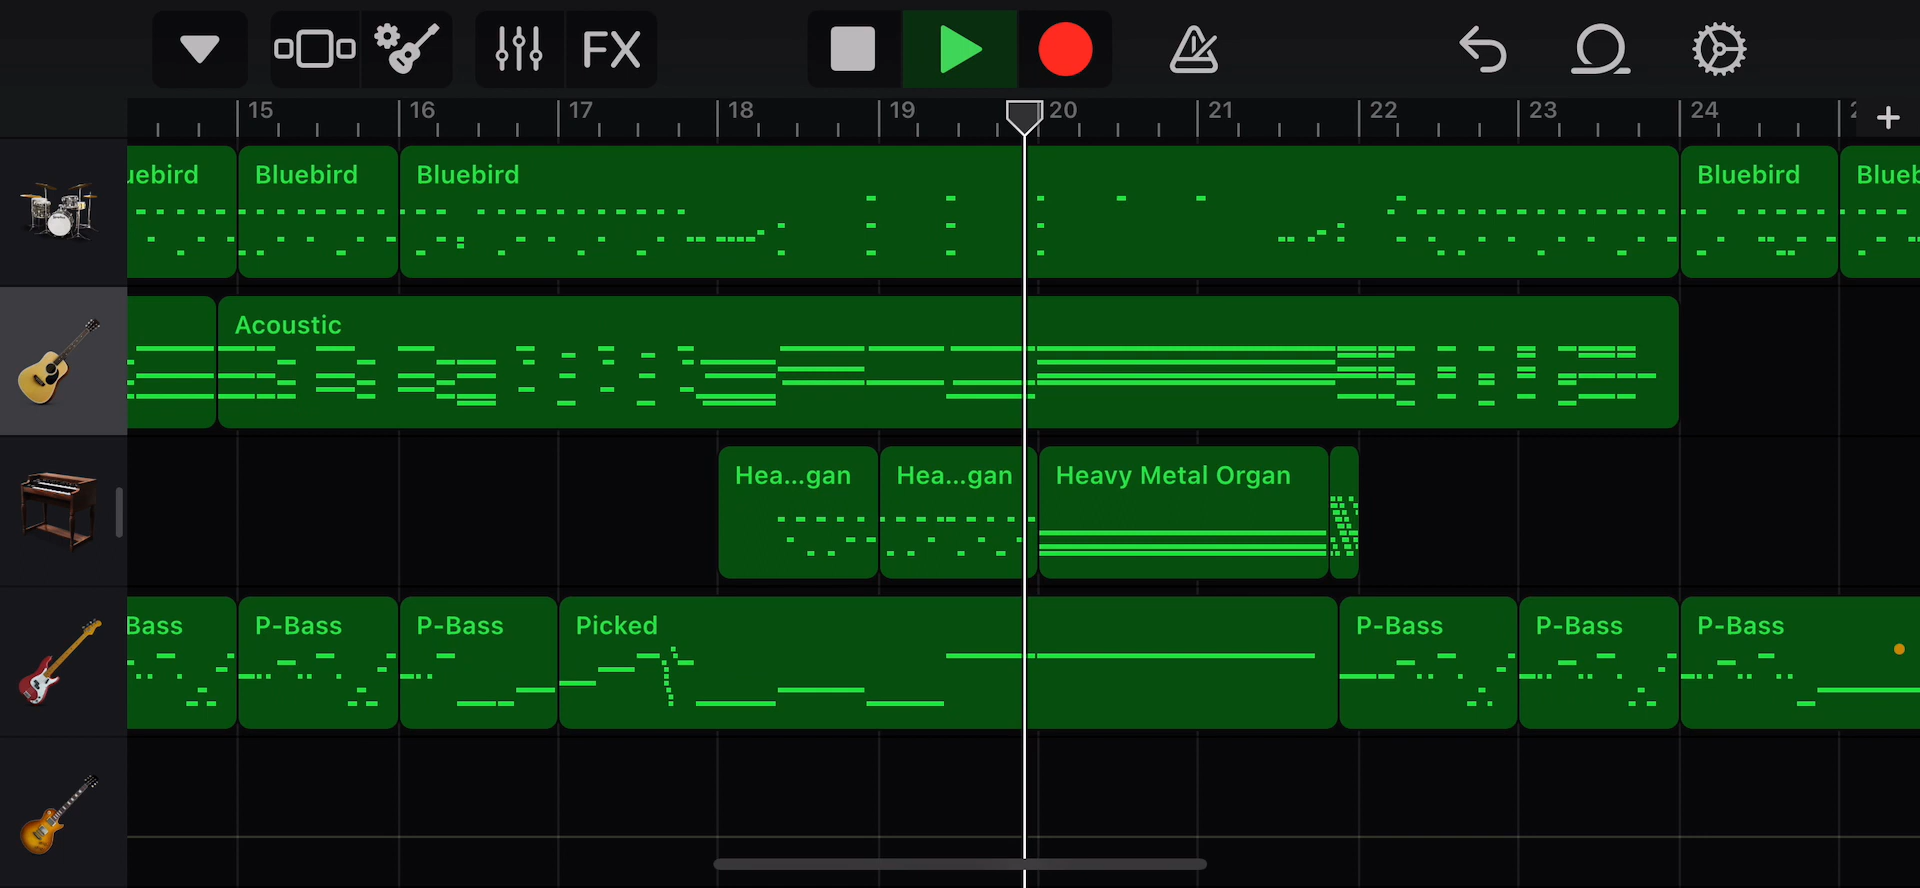 FX
15 16 17 18 19 20 21 22 23 24
uebird Bluebird Bluebird Bluebird Blueb
Acoustic
Hea...gan Hea...gan Heavy Metal Organ
Bass P-Bass P-Bass Picked P-Bass P-Bass P-Bass